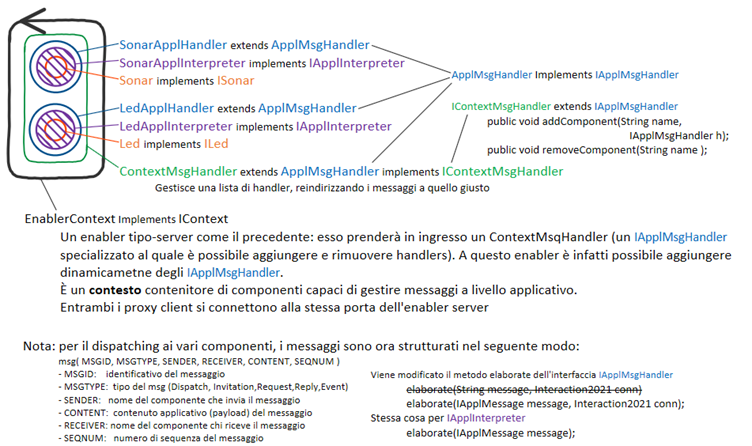 SonarApplHandler extends ApplMsgHandler
SonarApplInterpreter implements IApplInterpreter
Sonar implements ISonar
ApplMsgHandler Implements IApplMsgHandler
LedApplHandler extends ApplMsgHandler
LedApplInterpreter implements IApplInterpreter
Led implements ILed
IContextMsgHandler extends IApplMsgHandler
public void addComponent(String name,
IApplMsgHandler h);
public void removeComponent(String name );
ContextMsgHandler extends ApplMsgHandler implements IContextMsgHandler
Gestisce una lista di handler, reindirizzando i messaggi a quello giusto
EnablerContext Implements IContext
Un enabler tipo-server come il precedente: esso prenderà in ingresso un ContextMsqHandler (un IApplMsgHandler
specializzato al quale è possibile aggiungere e rimuovere handlers). A questo enabler è infatti possibile aggiungere
dinamicametne degli IApplMsgHandler.
È un contesto contenitore di componenti capaci di gestire messaggi a livello applicativo.
Entrambi i proxy client si connettono alla stessa porta dell'enabler server
Nota: per il dispatching ai vari componenti, i messaggi sono ora strutturati nel seguente modo:
msg( MSGID, MSGTYPE, SENDER, RECEIVER, CONTENT, SEQNUM )
- MSGID: identificativo del messaggio
- MSGTYPE: tipo del msg (Dispatch, Invitation,Request,Reply,Event)
- SENDER: nome del componente che invia il messaggio
- CONTENT: contenuto applicativo (payload) del messaggio
- RECEIVER: nome del componente chi riceve il messaggio
- SEQNUM: numero di sequenza del messaggio
Viene modificato il metodo elaborate dell'interfaccia IApplMsgHandler
elaborate(String message, Interaction2021 conn)
elaborate(IApplMessage message, Interaction2021 conn);
Stessa cosa per IApplInterpreter
elaborate(IApplMessage message);